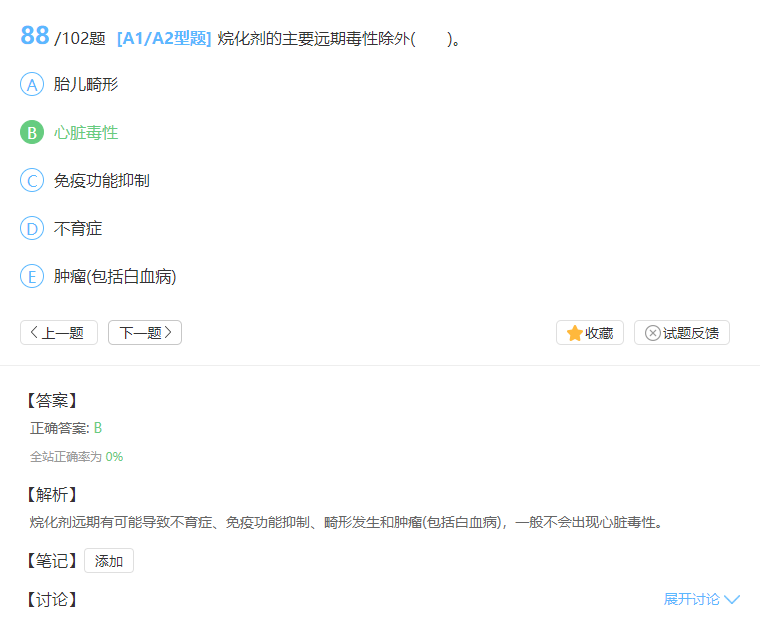 88 /102题 [A1/A2型题] 烷化剂的主要远期毒性除外(　　)。
A 胎儿畸形
B 心脏毒性
C 免疫功能抑制
D 不育症
E 肿瘤(包括白血病)
上一题 下一题 收藏 试题反馈
【答案】
正确答案: B
全站正确率为 0%
【解析】
烷化剂远期有可能导致不育症、免疫功能抑制、畸形发生和肿瘤(包括白血病)，一般不会出现心脏毒性。
【笔记】 添加
【讨论】 展开讨论